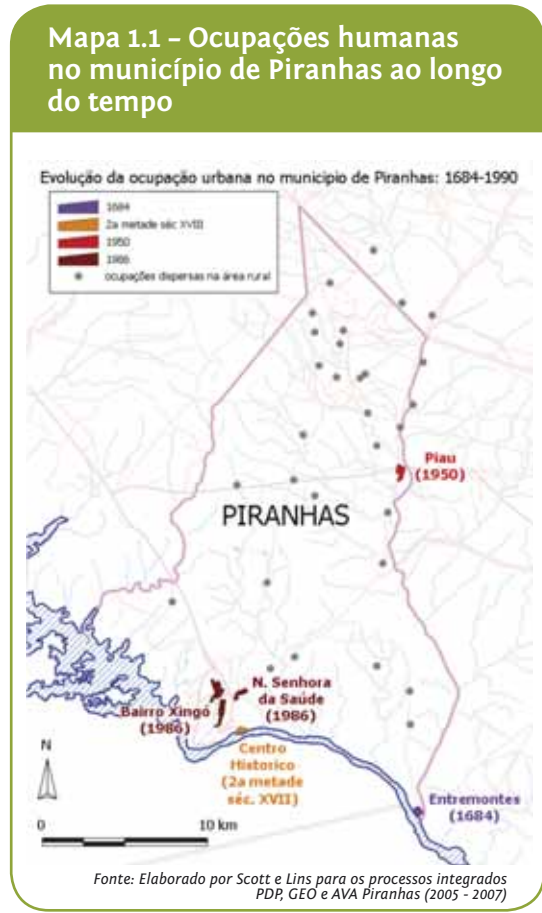 Mapa 1.1 – Ocupações humanas
no município de Piranhas ao longo
do tempo
Evolução da ocupação urbana no municipio de Piranhas: 1684-1990
1684
2a metade séc XVIII
1950
1986
ocupações dispersas na área rural
Piau
(1950)
PIRANHAS
N. Senhora
da Saúde
(1986)
Bairro Xingó
(1986)
Centro
Historico
(2a metade
séc. XVII)
Entremontes
(1684)
N
0 10 km
Fonte: Elaborado por Scott e Lins para os processos integrados
PDP, GEO e AVA Piranhas (2005 - 2007)